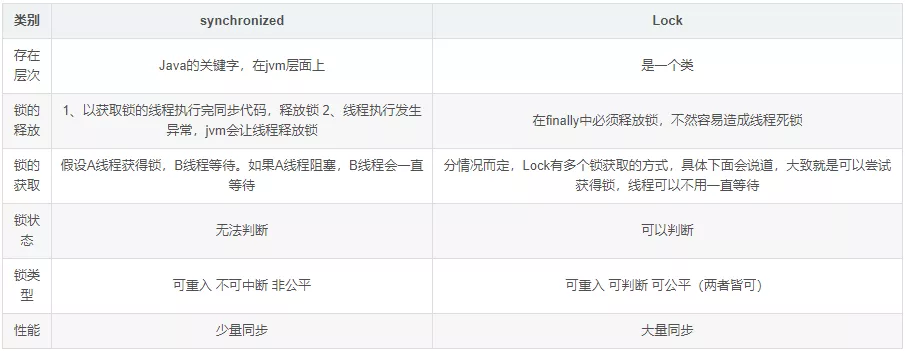 类别
synchronized
Lock
存在
层次
Java的关键字，在jvm层面上
是一个类
锁的
释放
1、以获取锁的线程执行完同步代码，释放锁 2、线程执行发生
异常，jvm会让线程释放锁
在finally中必须释放锁，不然容易造成线程死锁
锁的
获取
假设A线程获得锁，B线程等待。如果A线程阻塞，B线程会一直
等待
分情况而定，Lock有多个锁获取的方式，具体下面会说道，大致就是可以尝试
获得锁，线程可以不用一直等待
锁状
态
无法判断
可以判断
锁类
型
可重入 不可中断 非公平
可重入 可判断 可公平（两者皆可）
性能
少量同步
大量同步